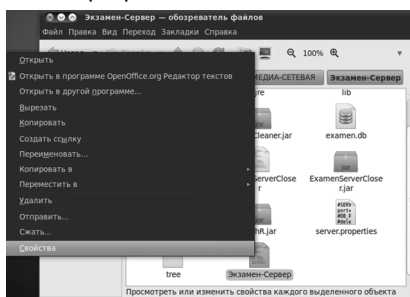 Экзамен-Сервер — обозреватель файлов
Файл Правка Вид Переход Закладки Справка
100%
МЕДИА-СЕТЕВАЯ Экзамен-Сервер
Открыть
Открыть в программе OpenOffice.org Редактор текстов
Открыть в другой программе...
Вырезать
Копировать
Создать ссылку
Переименовать...
Копировать в
Переместить в
Удалить
Отправить...
Сжать...
Свойства
jre lib
Cleaner.jar examen.db
ServerClose
r ExamenServerClose
r.jar
hR.jar server.properties
tree Экзамен-Сервер
Просмотреть или изменить свойства каждого выделенного объекта